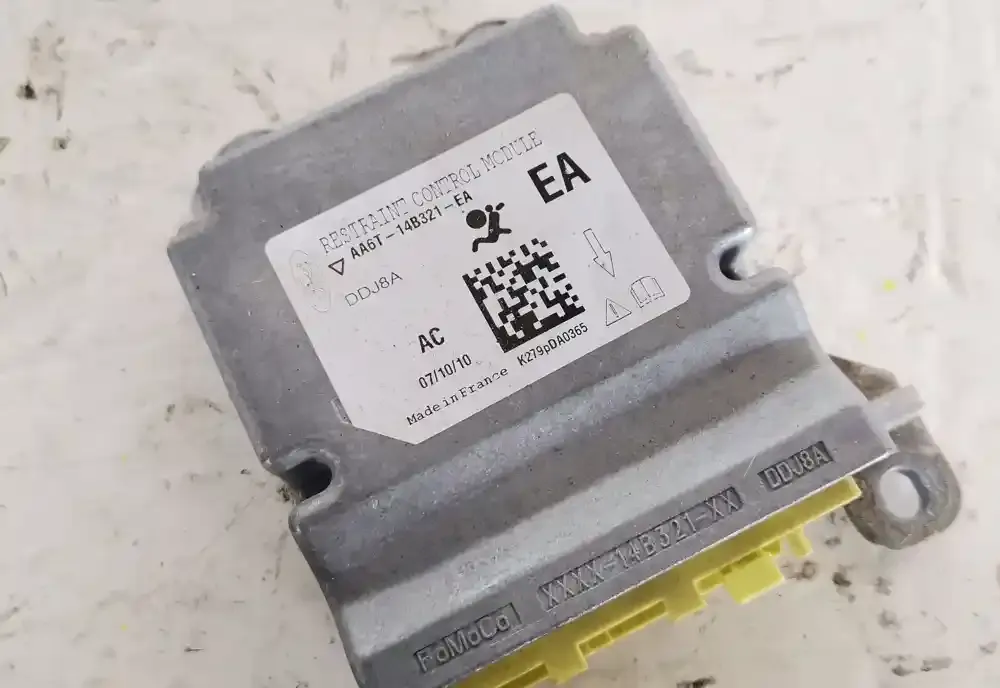 RESTRAINT CONTROL MODULE
EA
AA6T-14B321-EA
DDJ8A
AC
07/10/10
K279pDA0365
Made in France
FoMoCo XXXX-14B321-XX DDJ8A